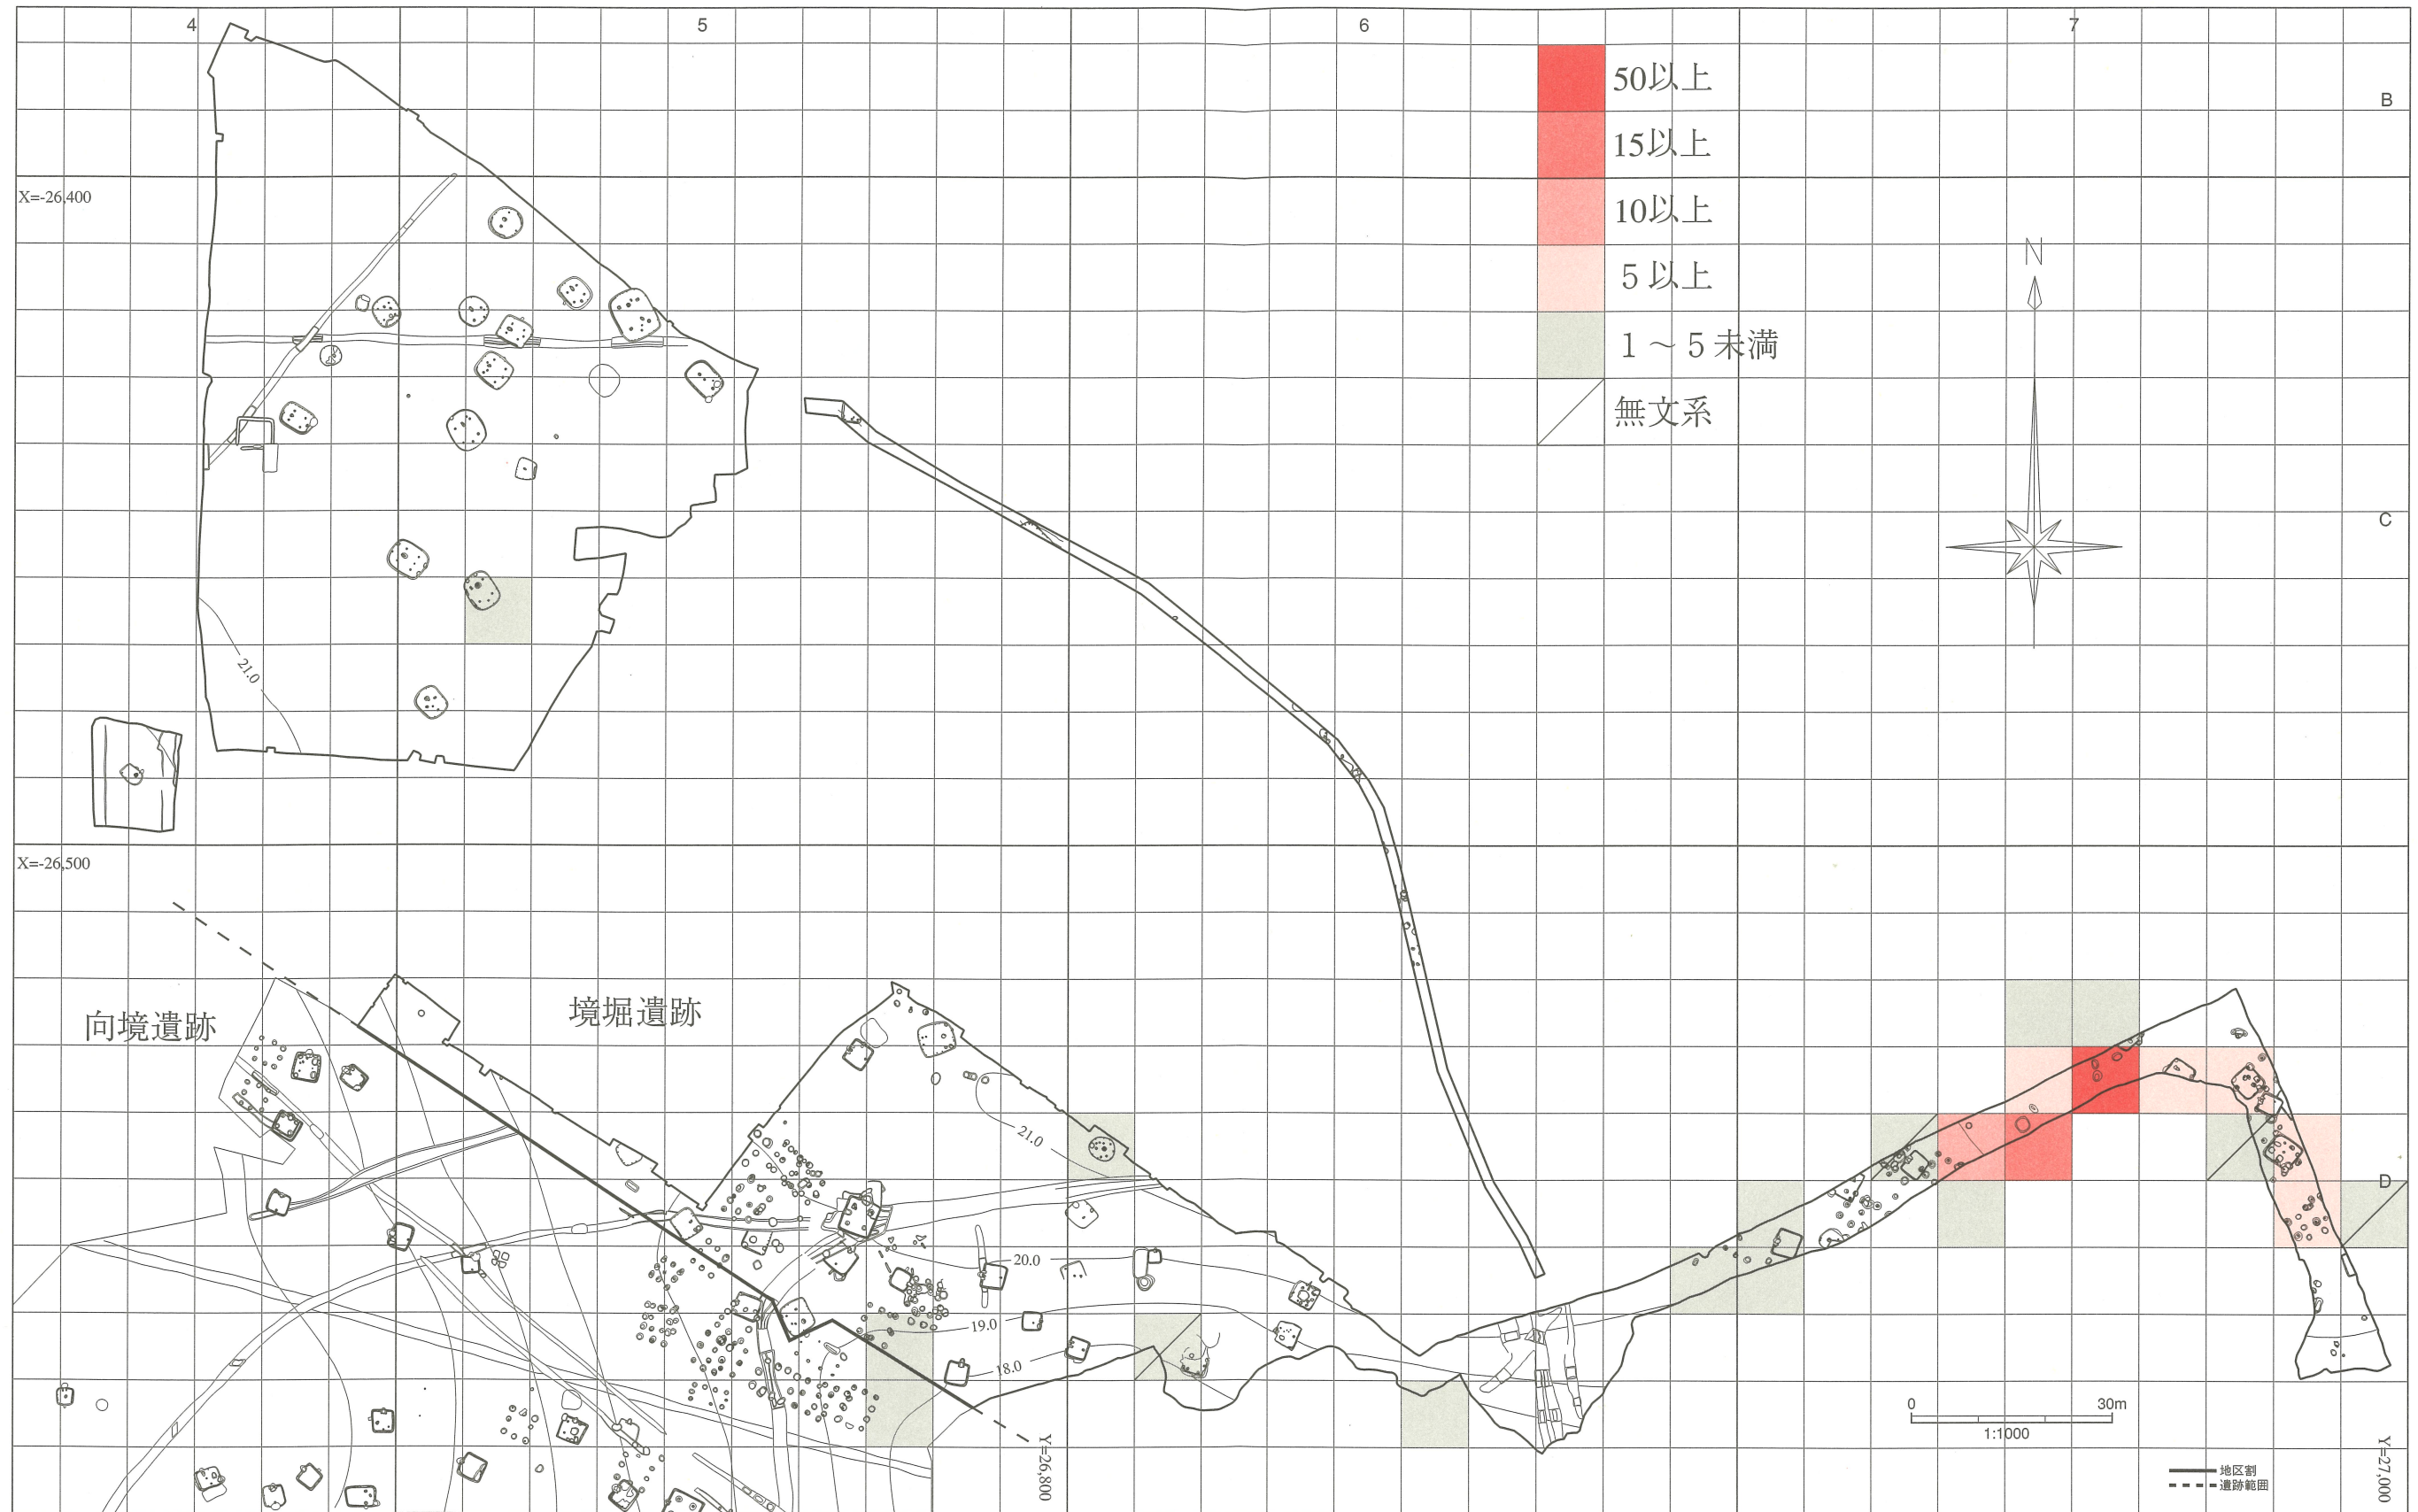 4
5
6
7
50以上
15以上
10以上
5以上
1～5未満
無文系
B
X=-26,400
N
C
21.0
X=-26,500
向境遺跡
境堀遺跡
21.0
D
20.0
19.0
18.0
0 30m
1:1000
Y=26,800
Y=27,000
地区割
遺跡範囲